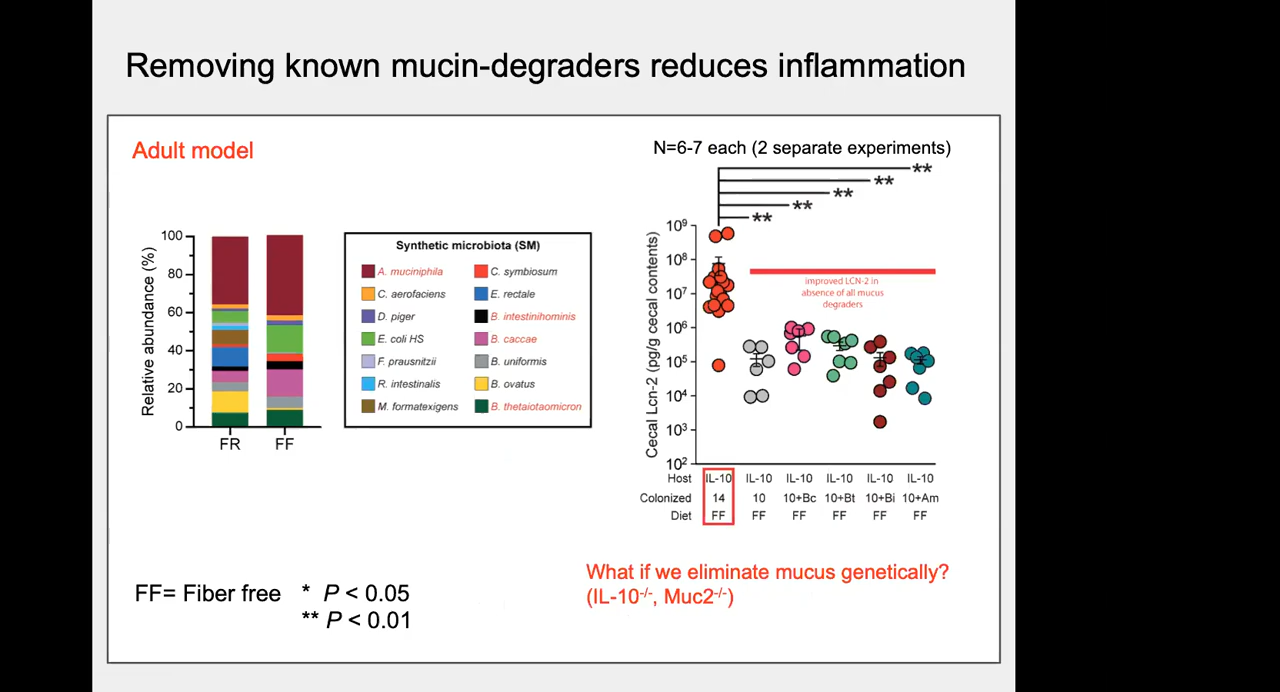 Removing known mucin-degraders reduces inflammation
Adult model
Relative abundance (%)
100
80
60
40
20
0
FR FF
Synthetic microbiota (SM)
A. muciniphila C. symbiosum
C. aerofaciens E. rectale
D. piger B. intestinihominis
E. coli HS B. caccae
F. prausnitzii B. uniformis
R. intestinalis B. ovatus
M. formatexigens B. thetaiotaomicron
FF= Fiber free * P < 0.05
** P < 0.01
N=6-7 each (2 separate experiments)
**
**
**
**
**
Cecal Lcn-2 (pg/g cecal contents)
10⁹
10⁸
10⁷
10⁶
10⁵
10⁴
10³
10²
improved LCN-2 in
absence of all mucus
degraders
Host IL-10 IL-10 IL-10 IL-10 IL-10 IL-10
Colonized 14 10 10+Bc 10+Bt 10+Bi 10+Am
Diet FF FF FF FF FF FF
What if we eliminate mucus genetically?
(IL-10⁻/⁻, Muc2⁻/⁻)